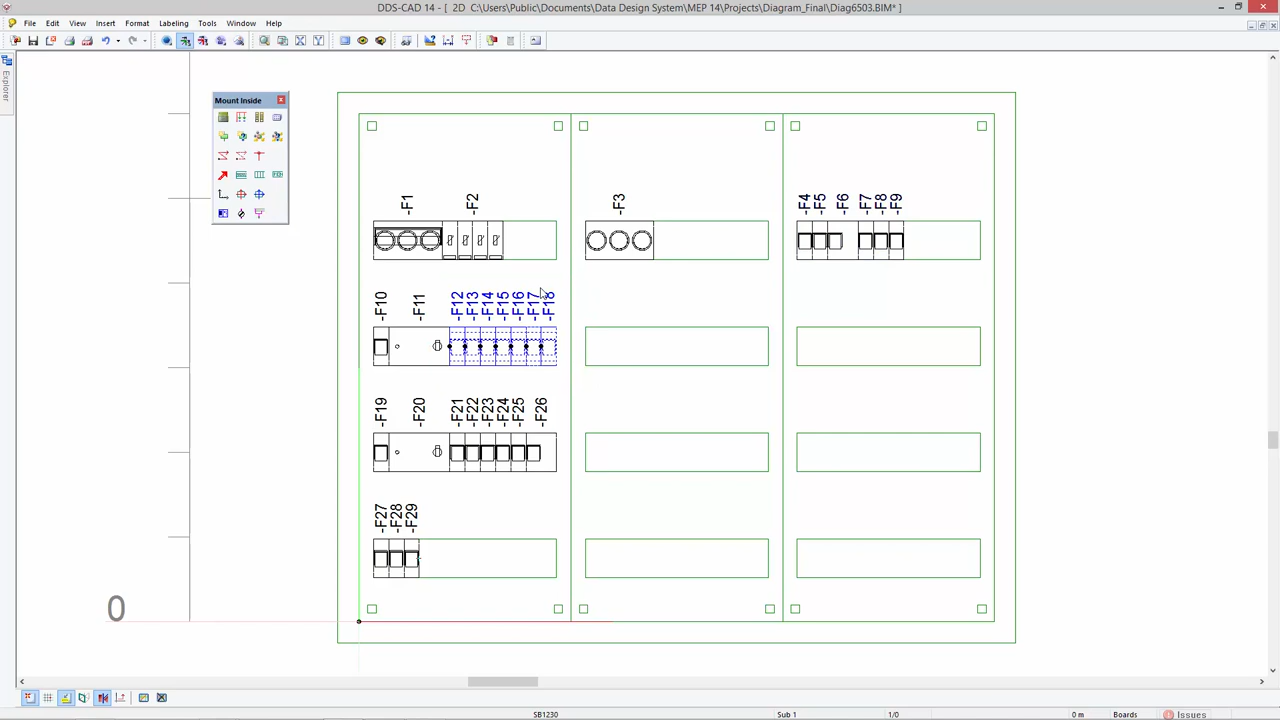 DDS-CAD 14 - [ 2D C:\Users\Public\Documents\Data Design System\MEP 14\Projects\Diagram_Final\Diag6503.BIM* ]
File Edit View Insert Format Labeling Tools Window Help
Explorer
Mount Inside
-F1 -F2 -F3 -F4 -F5 -F6 -F7 -F8 -F9
-F10 -F11 -F12 -F13 -F14 -F15 -F16 -F17 -F18
-F19 -F20 -F21 -F22 -F23 -F24 -F25 -F26
-F27 -F28 -F29
0
SB1230 Sub 1 1/0 0 m Boards Issues